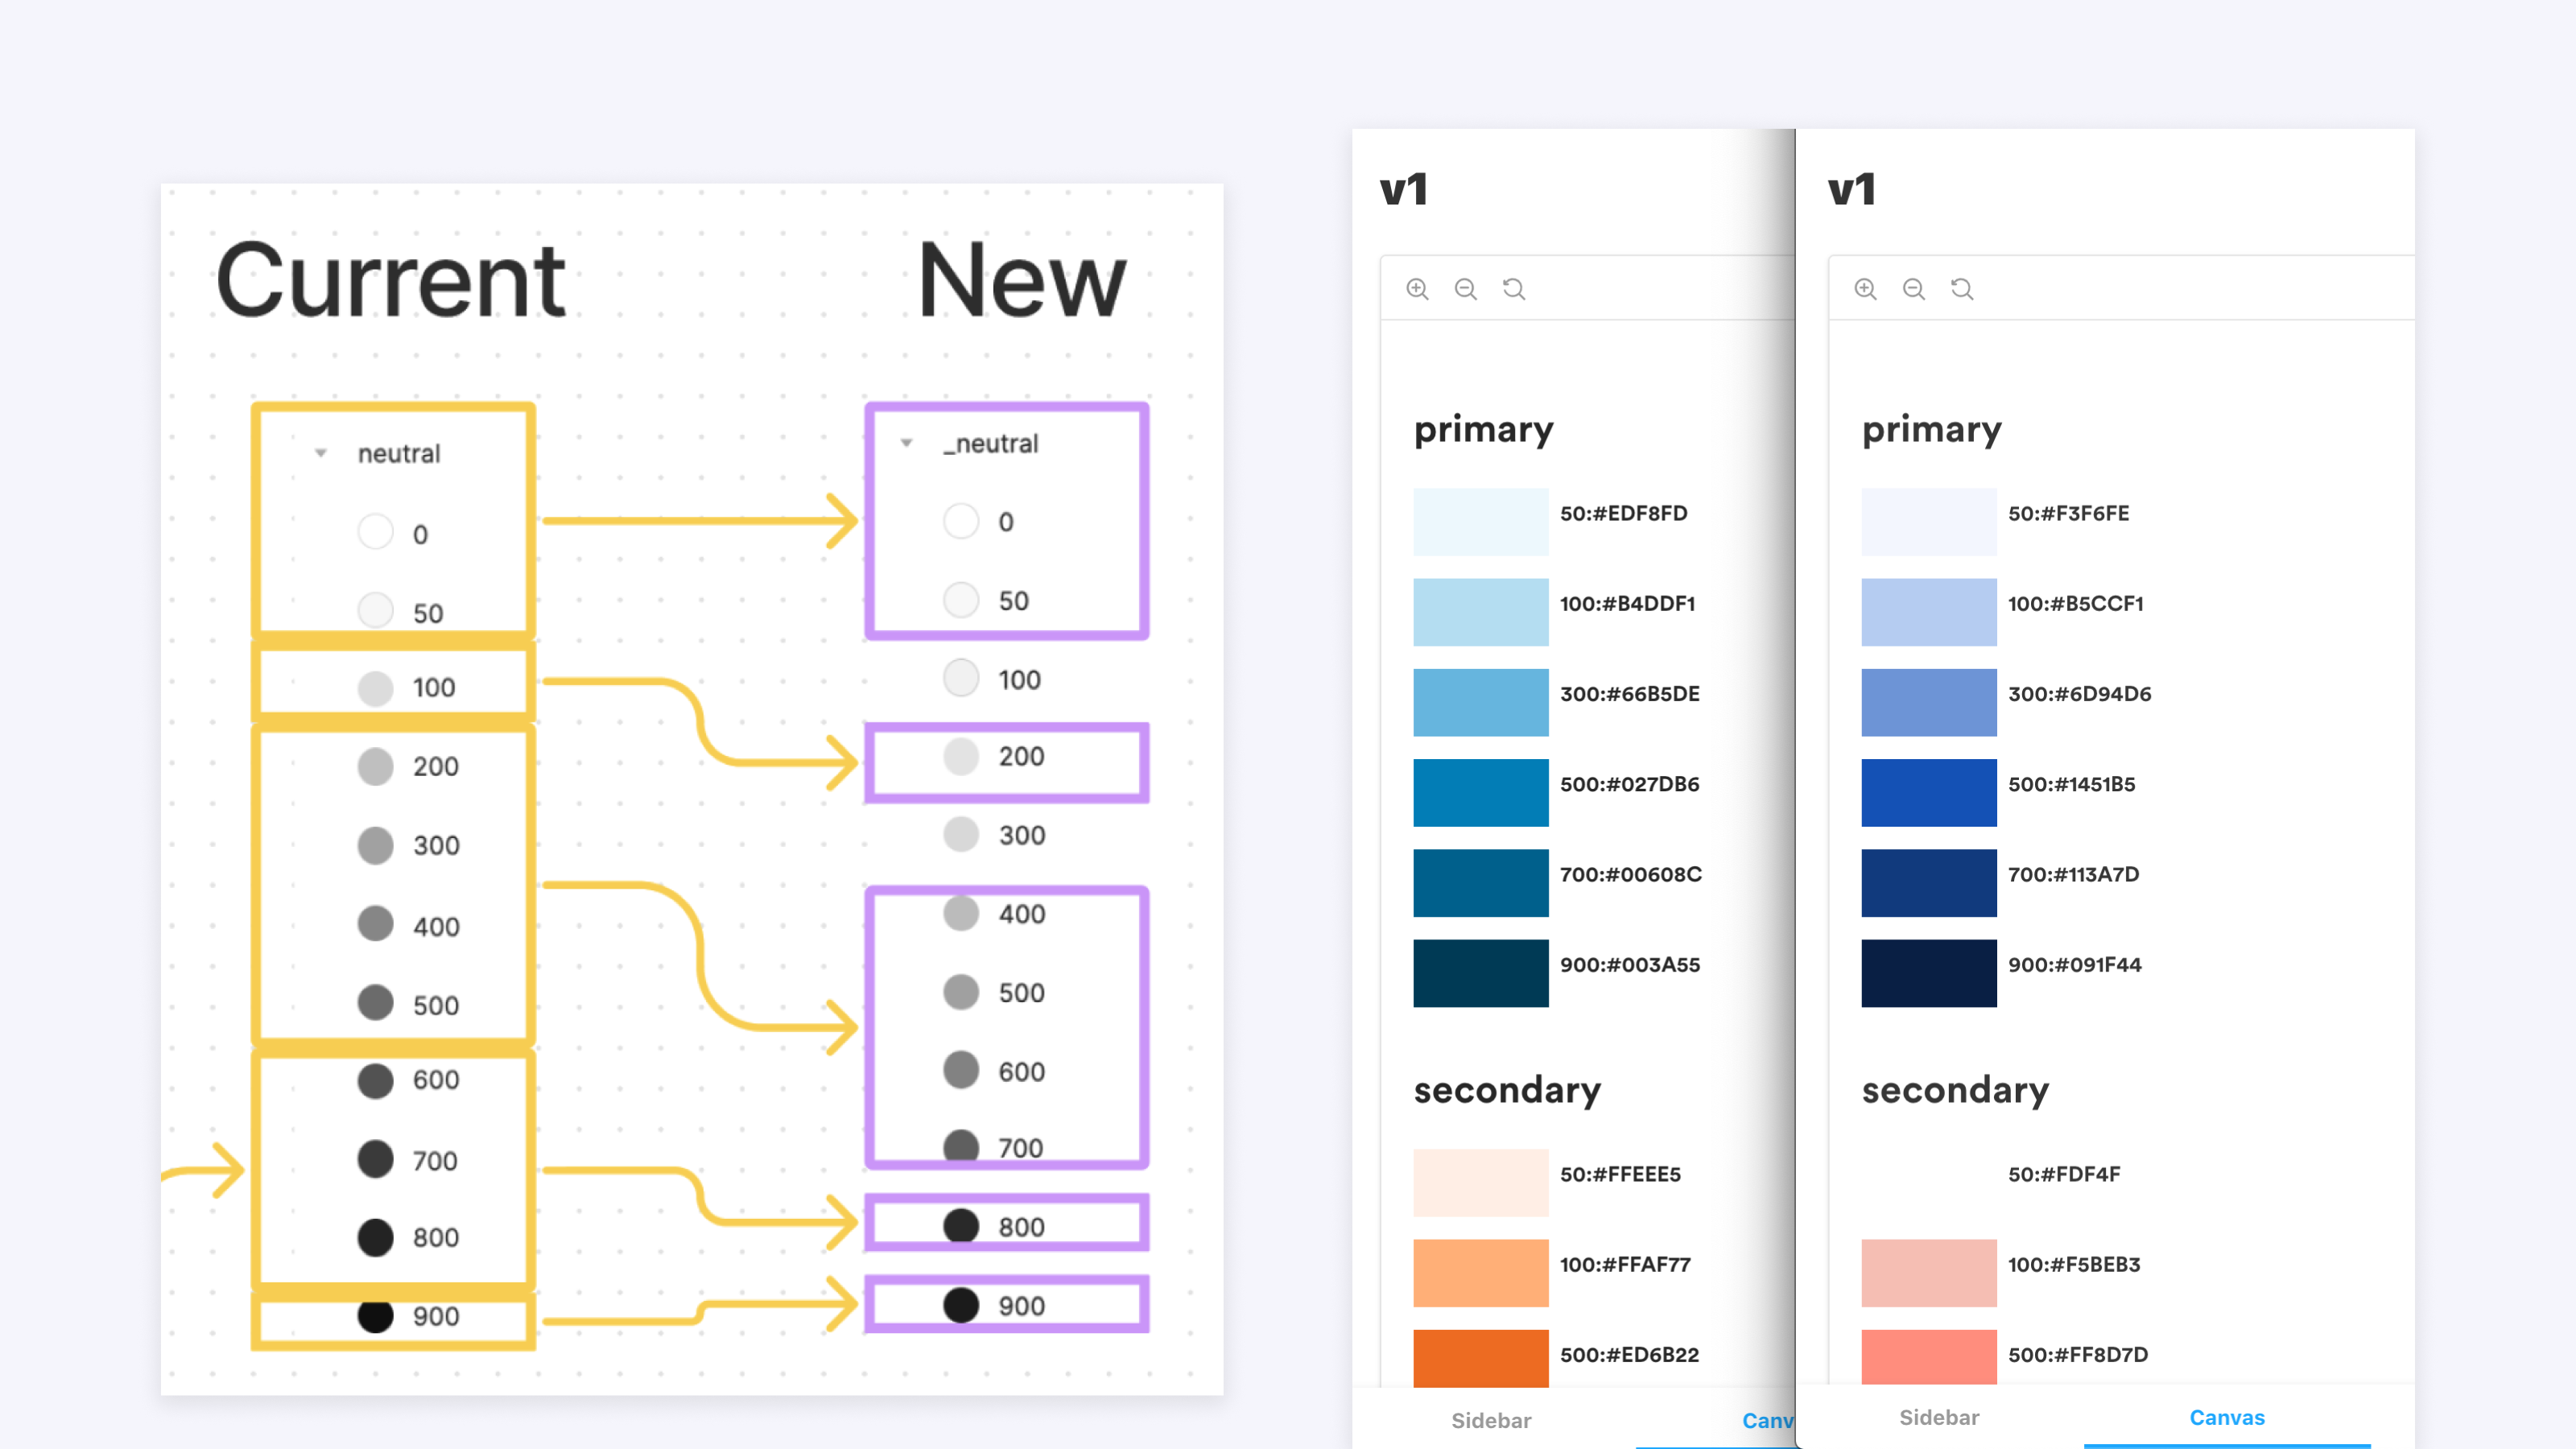 Current
neutral
0
50
100
200
300
400
500
600
700
800
900
New
_neutral
0
50
100
200
300
400
500
600
700
800
900
v1
primary
50:#EDF8FD
100:#B4DDF1
300:#66B5DE
500:#027DB6
700:#00608C
900:#003A55
secondary
50:#FFEEE5
100:#FFAF77
500:#ED6B22
Sidebar
Canv
v1
primary
50:#F3F6FE
100:#B5CCF1
300:#6D94D6
500:#1451B5
700:#113A7D
900:#091F44
secondary
50:#FDF4F
100:#F5BEB3
500:#FF8D7D
Sidebar
Canvas